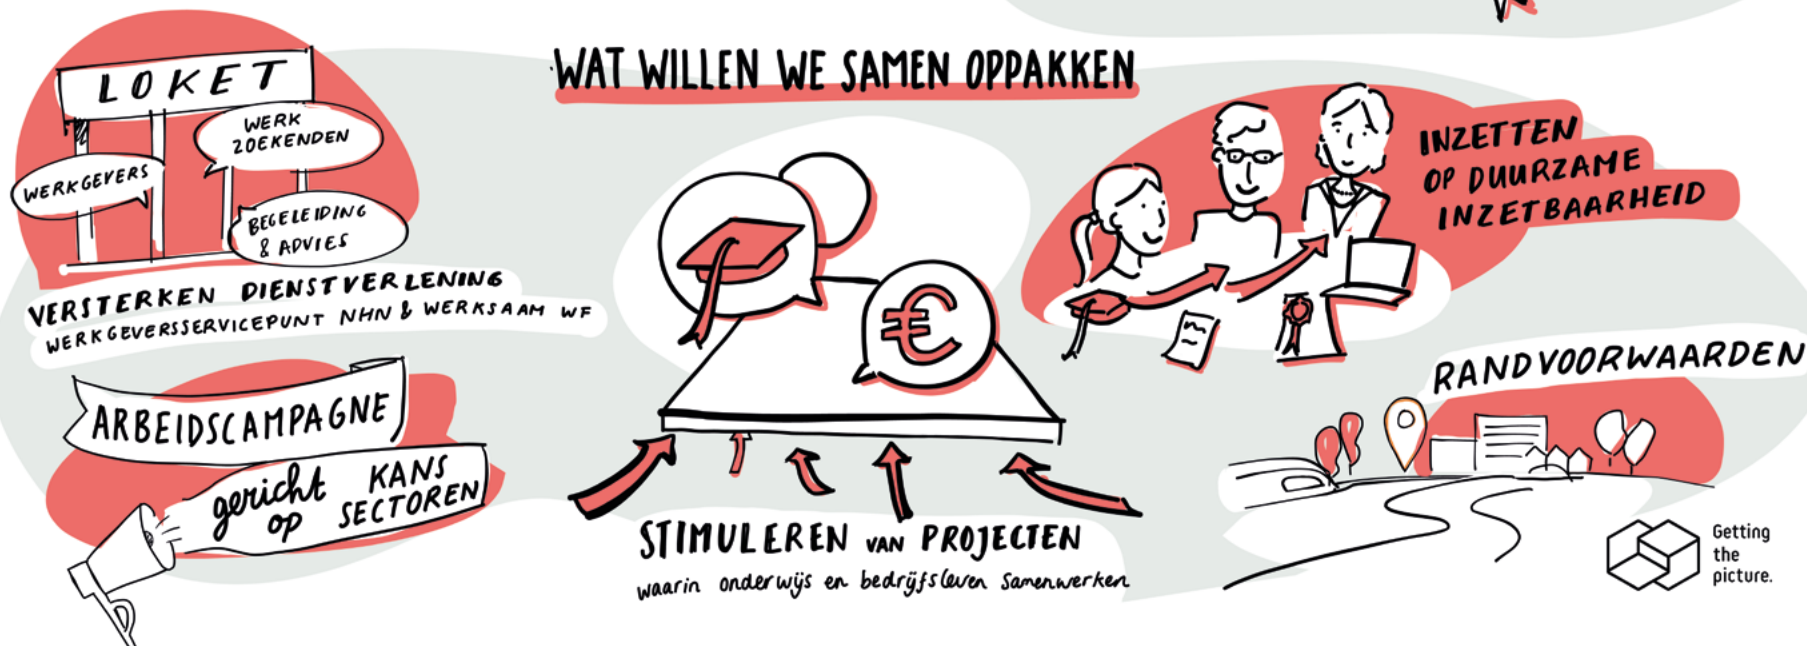 WAT WILLEN WE SAMEN OPPAKKEN
LOKET
WERK
ZOEKENDEN
WERKGEVERS
BEGELEIDING
& ADVIES
VERSTERKEN DIENSTVERLENING
WERKGEVERSSERVICEPUNT NHN & WERKSAAM WF
ARBEIDSCAMPAGNE
gericht
op
KANS
SECTOREN
STIMULEREN VAN PROJECTEN
waarin onderwijs en bedrijfsleven samenwerken
INZETTEN
OP DUURZAME
INZETBAARHEID
RANDVOORWAARDEN
Getting
the
picture.